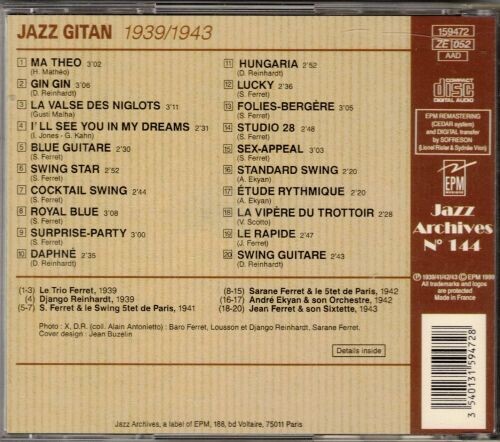 JAZZ GITAN 1939/1943
1 MA THEO 3'02
(H. Mathéo)
2 GIN GIN 3'06
(D. Reinhardt)
3 LA VALSE DES NIGLOTS 3'11
(Gusti Malha)
4 I'LL SEE YOU IN MY DREAMS 2'31
(I. Jones - G. Kahn)
5 BLUE GUITARE 2'30
(S. Ferret)
6 SWING STAR 2'52
(S. Ferret)
7 COCKTAIL SWING 2'44
(S. Ferret)
8 ROYAL BLUE 3'08
(S. Ferret)
9 SURPRISE-PARTY 3'00
(S. Ferret)
10 DAPHNÉ 2'35
(D. Reinhardt)
11 HUNGARIA 2'52
(D. Reinhardt)
12 LUCKY 2'36
(S. Ferret)
13 FOLIES-BERGÈRE 3'05
(S. Ferret)
14 STUDIO 28 2'48
(S. Ferret)
15 SEX-APPEAL 3'03
(S. Ferret)
16 STANDARD SWING 2'20
(A. Ekyan)
17 ÉTUDE RYTHMIQUE 2'20
(A. Ekyan)
18 LA VIPÈRE DU TROTTOIR 2'28
(V. Scotto)
19 LE RAPIDE 2'47
(J. Ferret)
20 SWING GUITARE 2'43
(D. Reinhardt)
(1-3) Le Trio Ferret, 1939
(4) Django Reinhardt, 1939
(5-7) S. Ferret & le Swing 5tet de Paris, 1941
(8-15) Sarane Ferret & le 5tet de Paris, 1942
(16-17) André Ekyan & son Orchestre, 1942
(18-20) Jean Ferret & son Sixtette, 1943
Photo : X, D.R. (coll. Alain Antonietto) : Baro Ferret, Lousson et Django Reinhardt, Sarane Ferret.
Cover design : Jean Buzelin
Details inside
Jazz Archives, a label of EPM, 188, bd Voltaire, 75011 Paris
159472
ZE 052
AAD
COMPACT
disc
DIGITAL AUDIO
EPM REMASTERING
(CEDAR system)
and DIGITAL transfer
by SOFRESON
(Lionel Risler & Sydnée Vixon)
EPM
Jazz
Archives
N° 144
℗ 1939/41/42/43 © EPM 1999
All trademarks and logos
are protected
Made in France
3 540131 594728